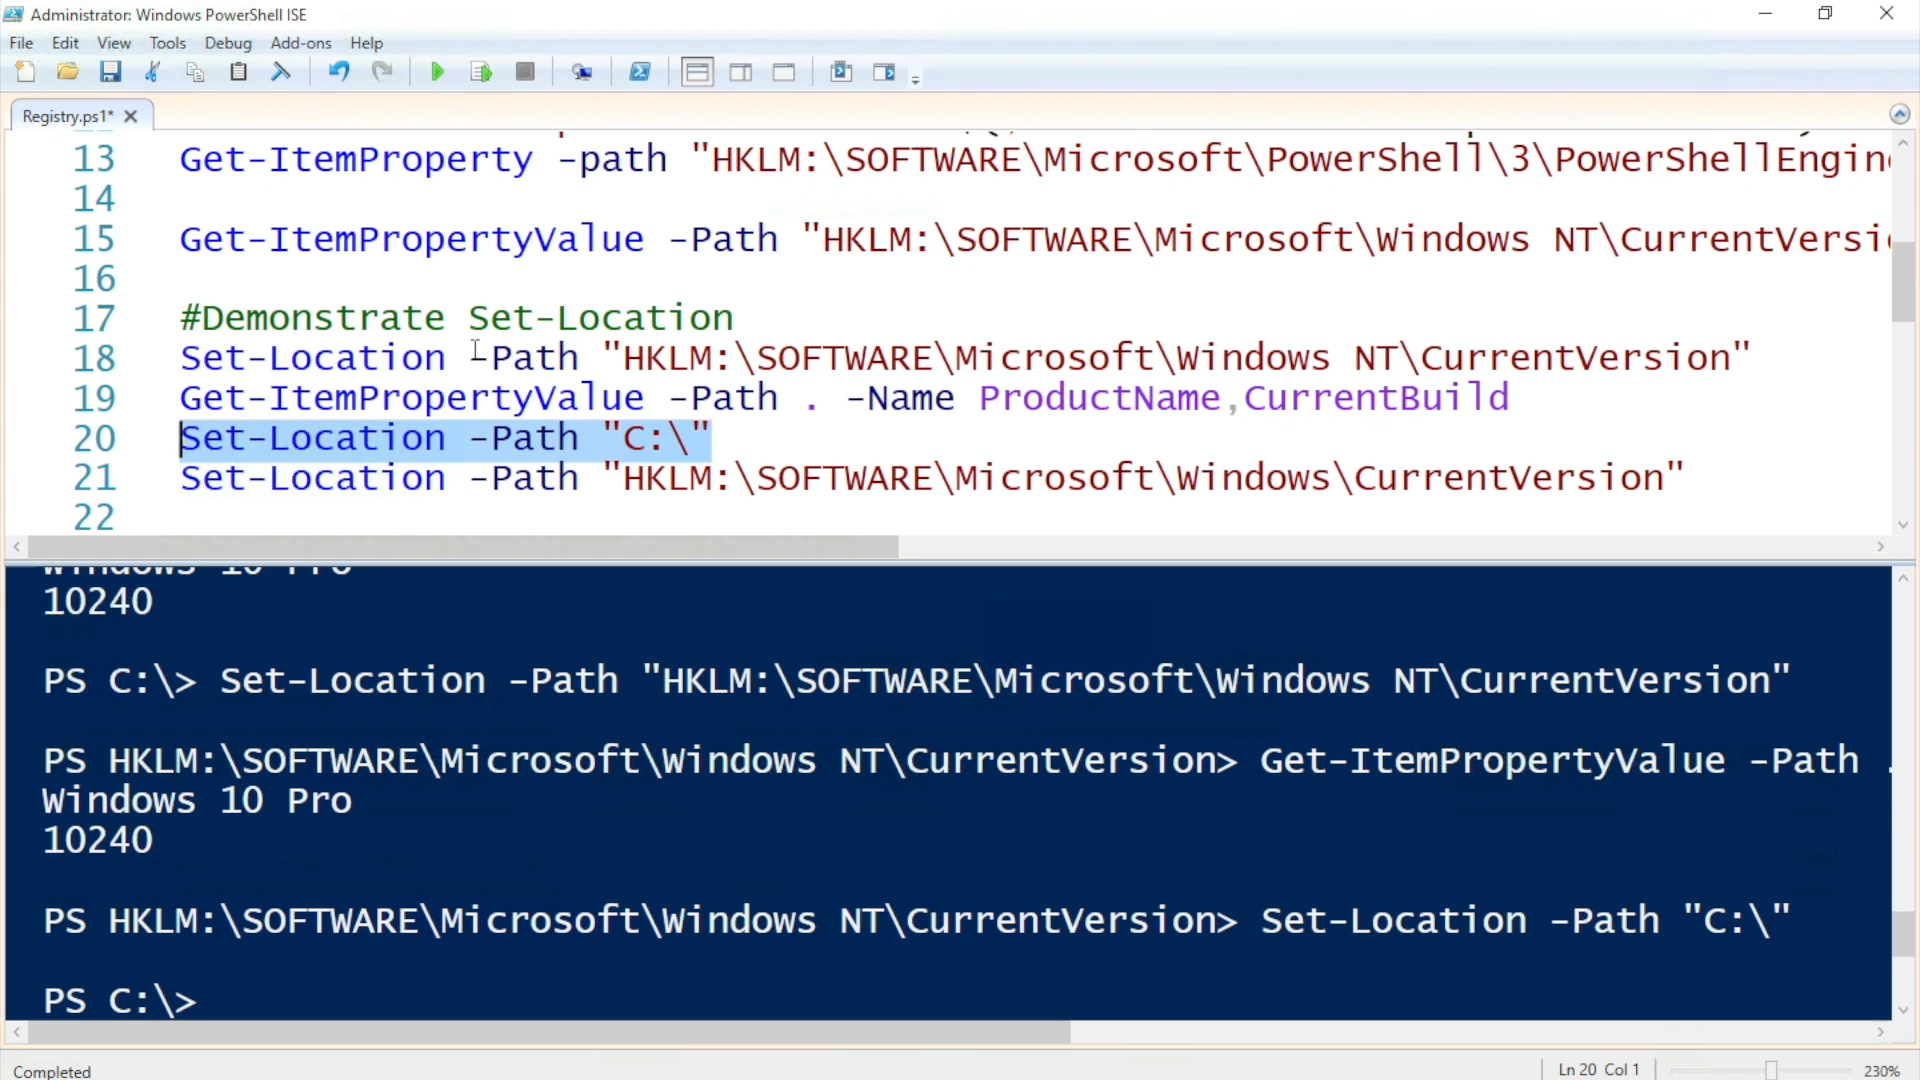 Administrator: Windows PowerShell ISE
File Edit View Tools Debug Add-ons Help
Registry.ps1*
13 Get-ItemProperty -path "HKLM:\SOFTWARE\Microsoft\PowerShell\3\PowerShellEngin
14
15 Get-ItemPropertyValue -Path "HKLM:\SOFTWARE\Microsoft\Windows NT\CurrentVersi
16
17 #Demonstrate Set-Location
18 Set-Location -Path "HKLM:\SOFTWARE\Microsoft\Windows NT\CurrentVersion"
19 Get-ItemPropertyValue -Path . -Name ProductName,CurrentBuild
20 Set-Location -Path "C:\"
21 Set-Location -Path "HKLM:\SOFTWARE\Microsoft\Windows\CurrentVersion"
22
Windows 10 Pro
10240
PS C:\> Set-Location -Path "HKLM:\SOFTWARE\Microsoft\Windows NT\CurrentVersion"
PS HKLM:\SOFTWARE\Microsoft\Windows NT\CurrentVersion> Get-ItemPropertyValue -Path .
Windows 10 Pro
10240
PS HKLM:\SOFTWARE\Microsoft\Windows NT\CurrentVersion> Set-Location -Path "C:\"
PS C:\>
Completed
Ln 20 Col 1
230%